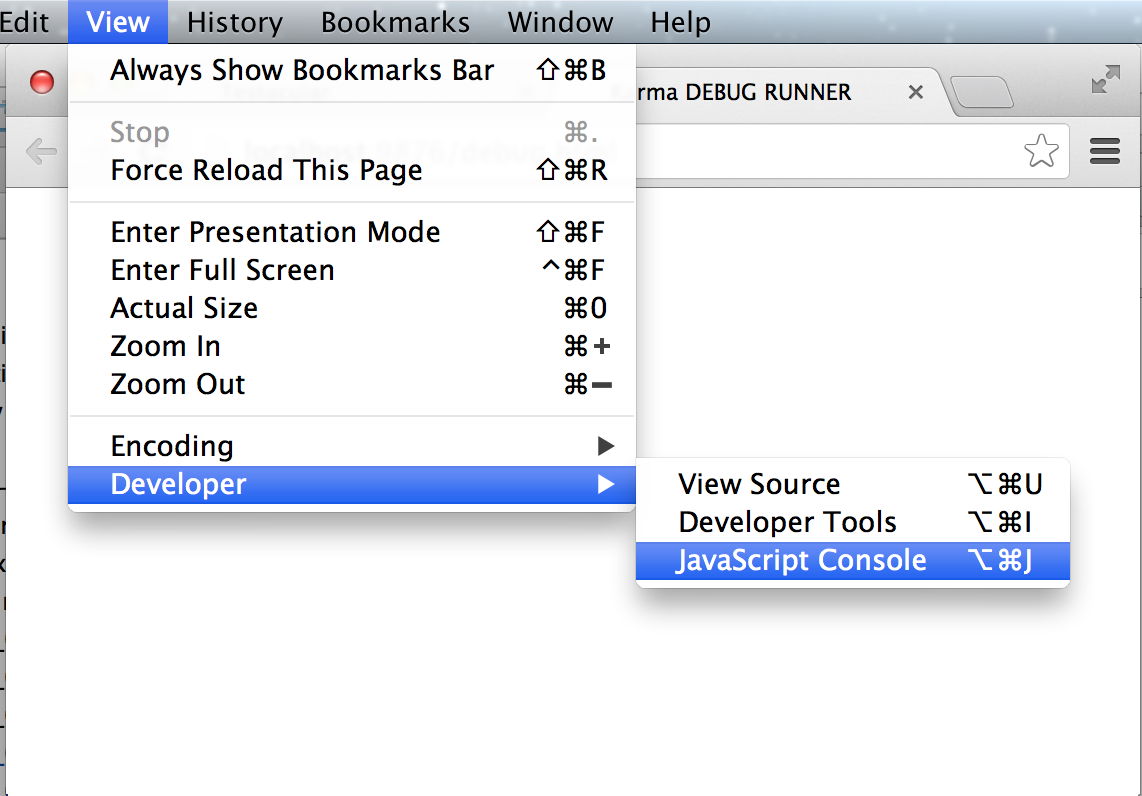 Edit View History Bookmarks Window Help
Always Show Bookmarks Bar ⇧⌘B
rma DEBUG RUNNER
Stop ⌘.
Force Reload This Page ⇧⌘R
Enter Presentation Mode ⇧⌘F
Enter Full Screen ^⌘F
Actual Size ⌘0
Zoom In ⌘+
Zoom Out ⌘−
Encoding ▶
Developer ▶
View Source ⌥⌘U
Developer Tools ⌥⌘I
JavaScript Console ⌥⌘J